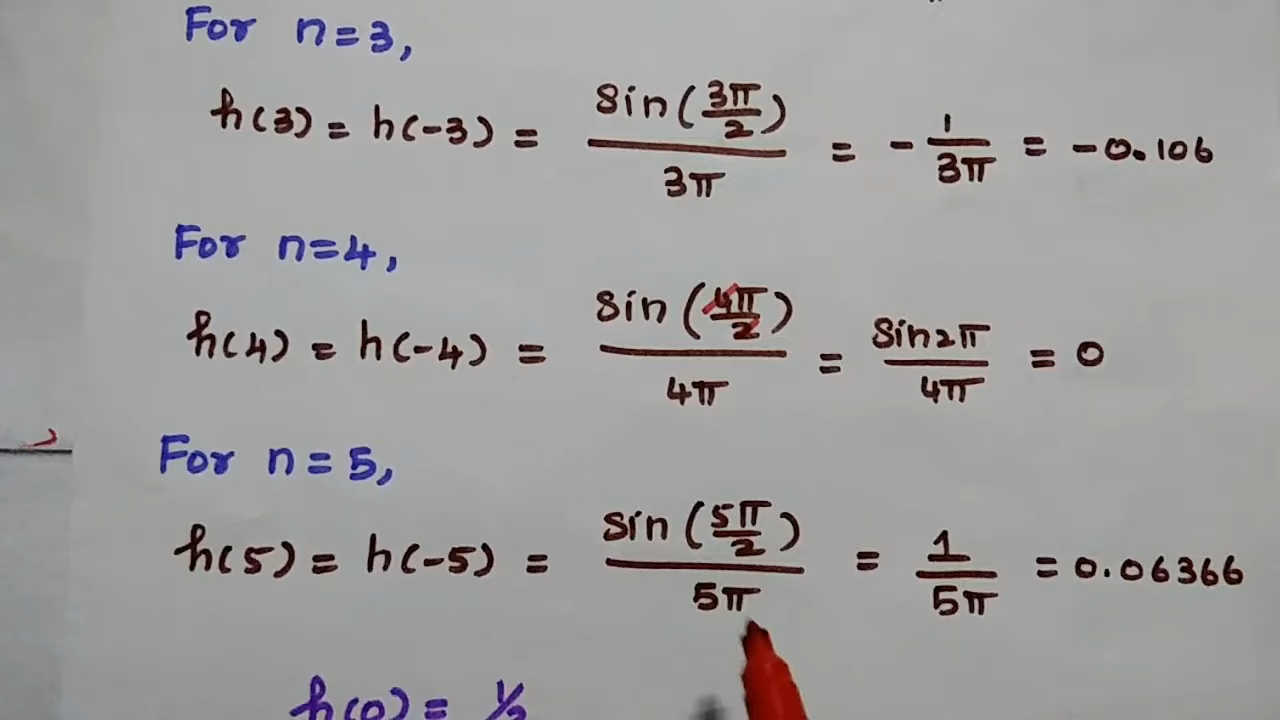 For n=3,
h(3) = h(-3) = sin(3π/2) / 3π = - 1/3π = -0.106
For n=4,
h(4) = h(-4) = sin(4π/2) / 4π = sin2π / 4π = 0
For n=5,
h(5) = h(-5) = sin(5π/2) / 5π = 1/5π = 0.06366
h(0) = 1/2